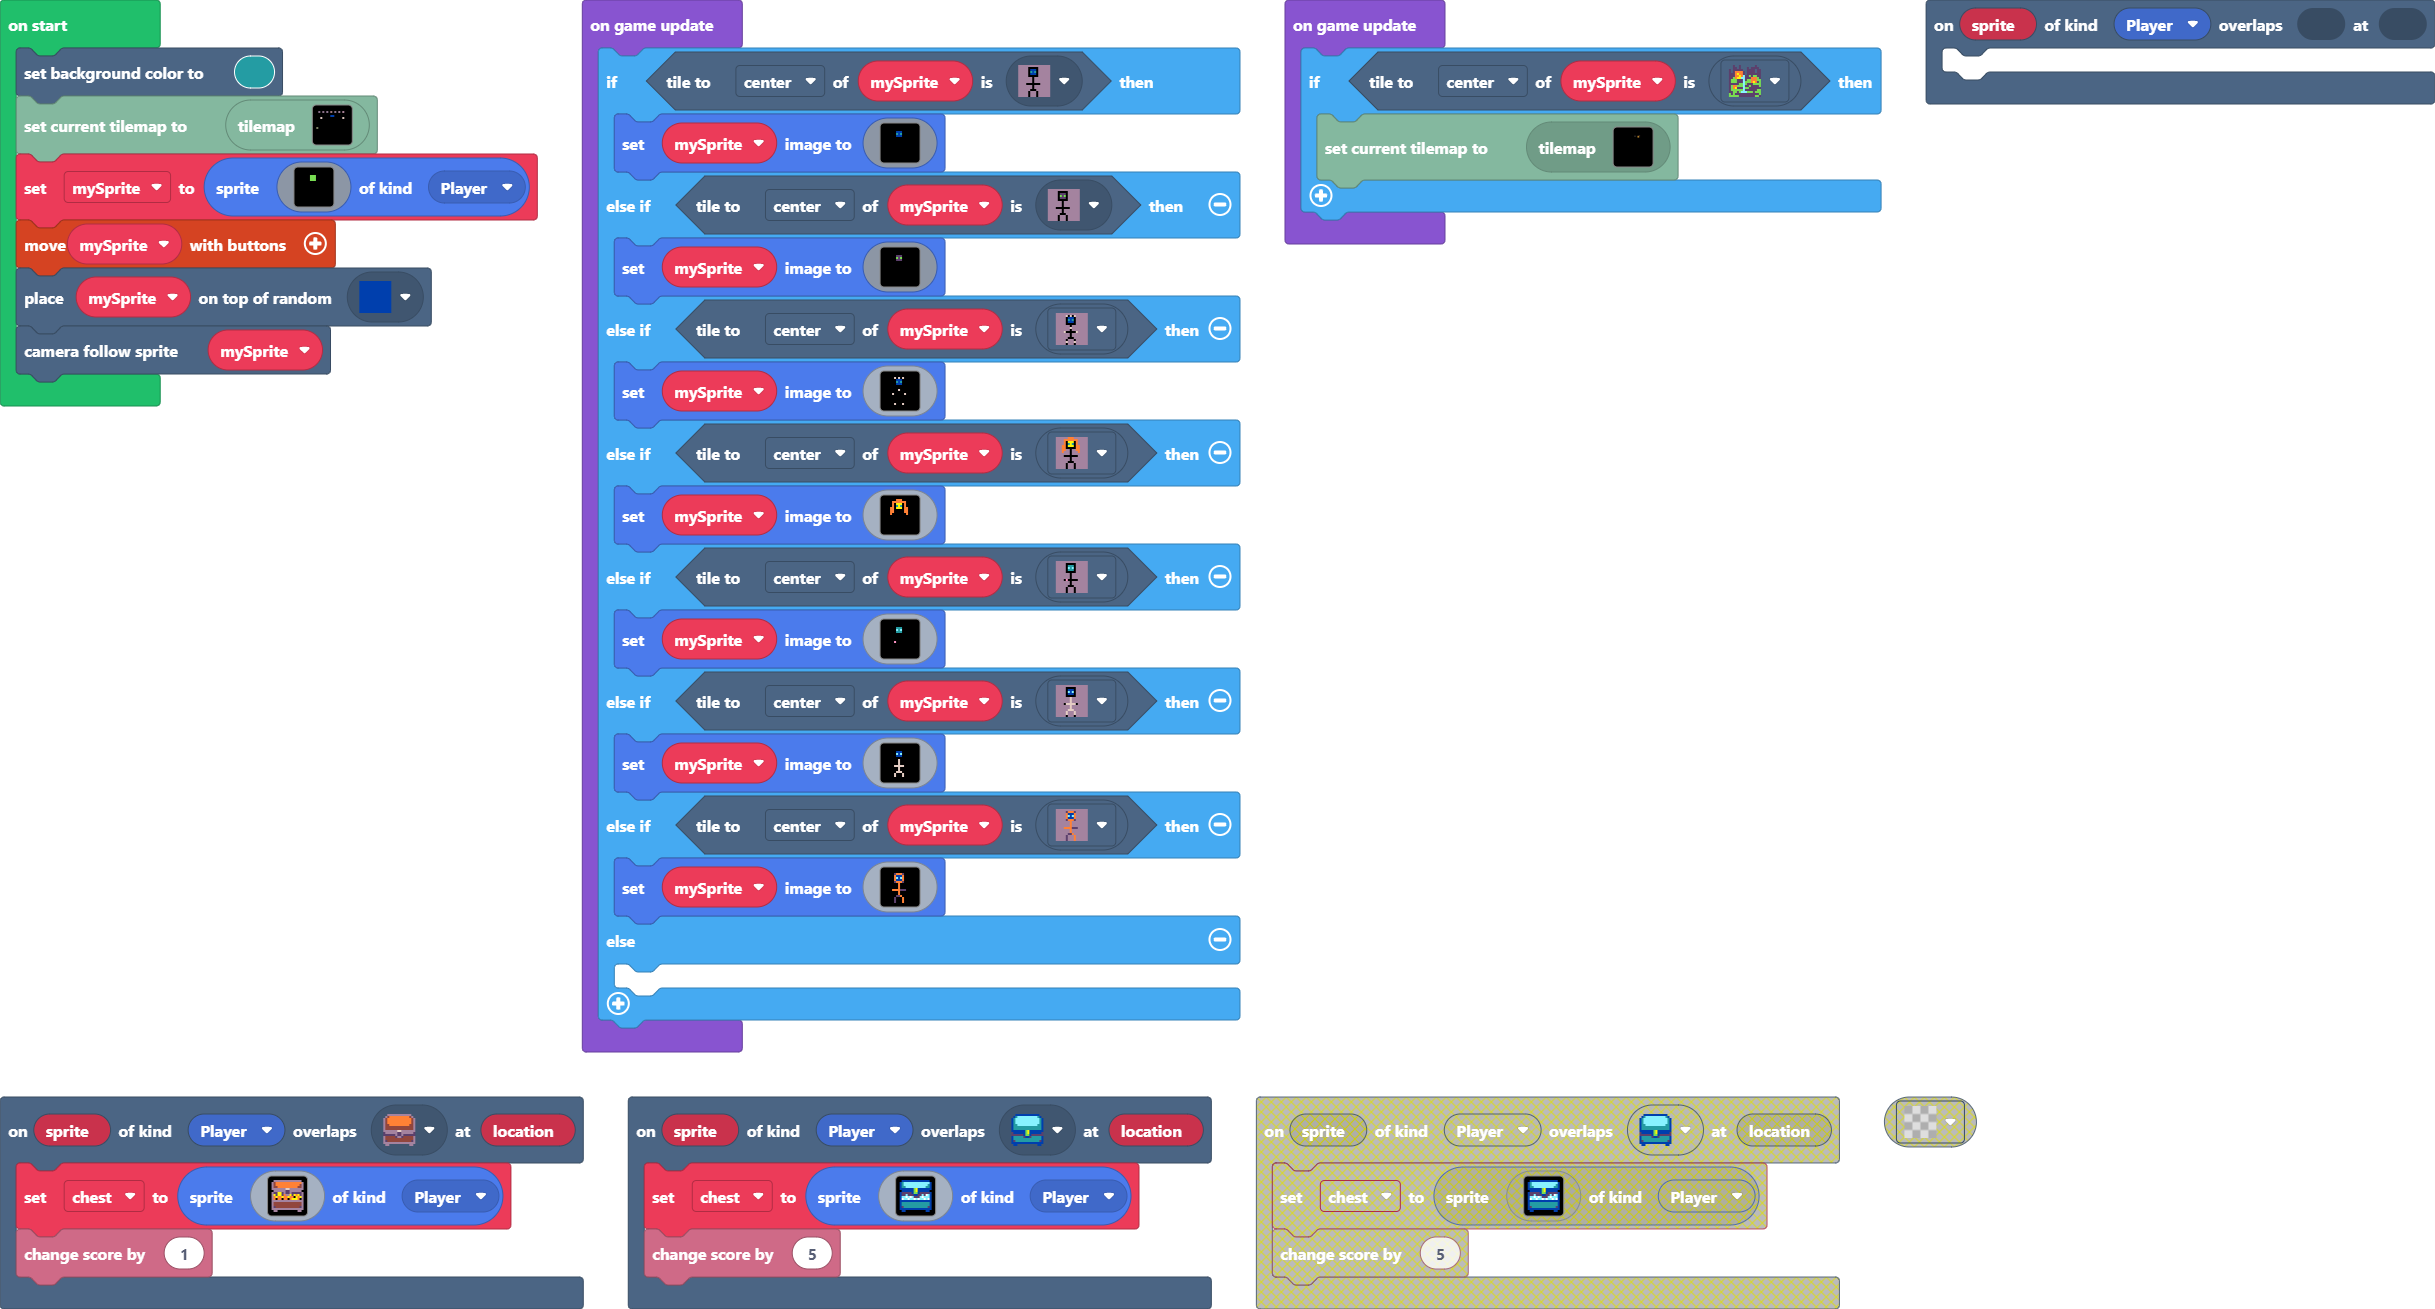 on start
set background color to
set current tilemap to tilemap
set mySprite to sprite of kind Player
move mySprite with buttons
place mySprite on top of random
camera follow sprite mySprite
on game update
if tile to center of mySprite is then
set mySprite image to
else if tile to center of mySprite is then
set mySprite image to
else if tile to center of mySprite is then
set mySprite image to
else if tile to center of mySprite is then
set mySprite image to
else if tile to center of mySprite is then
set mySprite image to
else if tile to center of mySprite is then
set mySprite image to
else if tile to center of mySprite is then
set mySprite image to
else
on game update
if tile to center of mySprite is then
set current tilemap to tilemap
on sprite of kind Player overlaps at
on sprite of kind Player overlaps at location
set chest to sprite of kind Player
change score by 1
on sprite of kind Player overlaps at location
set chest to sprite of kind Player
change score by 5
on sprite of kind Player overlaps at location
set chest to sprite of kind Player
change score by 5